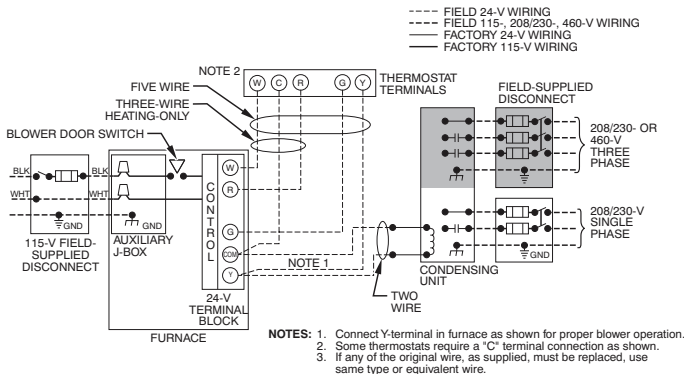 FIELD 24-V WIRING
FIELD 115-, 208/230-, 460-V WIRING
FACTORY 24-V WIRING
FACTORY 115-V WIRING
NOTE 2
W C R G Y
THERMOSTAT
TERMINALS
FIVE WIRE
THREE-WIRE
HEATING-ONLY
BLOWER DOOR SWITCH
FIELD-SUPPLIED
DISCONNECT
208/230- OR
460-V
THREE
PHASE
BLK
BLK
WHT
WHT
GND
GND
115-V FIELD-
SUPPLIED
DISCONNECT
AUXILIARY
J-BOX
CONTROL
W
R
G
COM
Y
NOTE 1
24-V
TERMINAL
BLOCK
FURNACE
TWO
WIRE
CONDENSING
UNIT
208/230-V
SINGLE
PHASE
GND
NOTES: 1. Connect Y-terminal in furnace as shown for proper blower operation.
2. Some thermostats require a "C" terminal connection as shown.
3. If any of the original wire, as supplied, must be replaced, use
same type or equivalent wire.